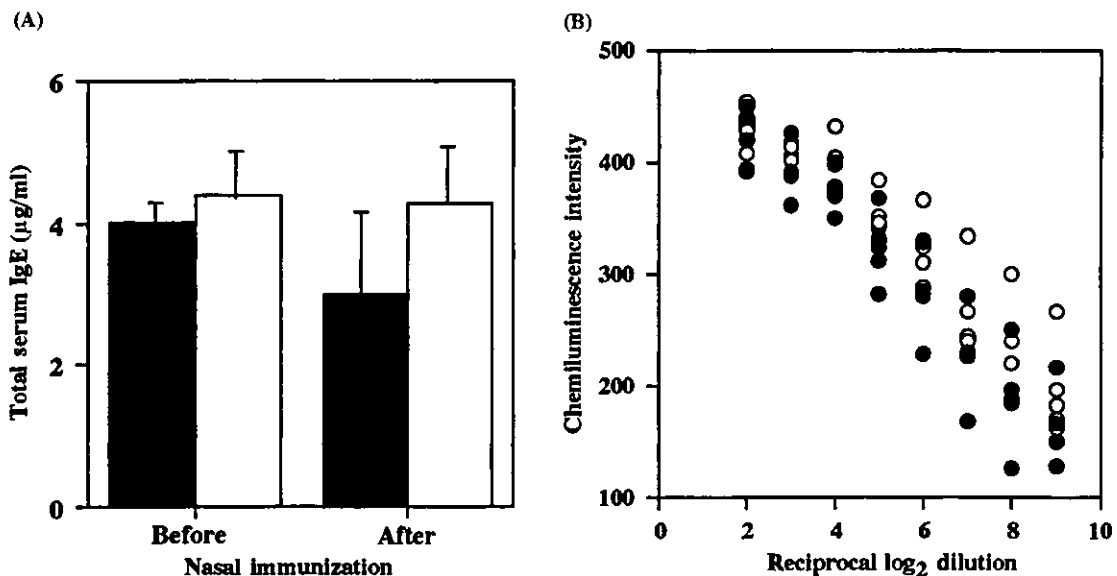 (A)
6
4
2
0
Total serum IgE (µg/ml)
Before After
Nasal immunization
(B)
500
400
300
200
100
Chemiluminescence intensity
0 2 4 6 8 10
Reciprocal log2 dilution